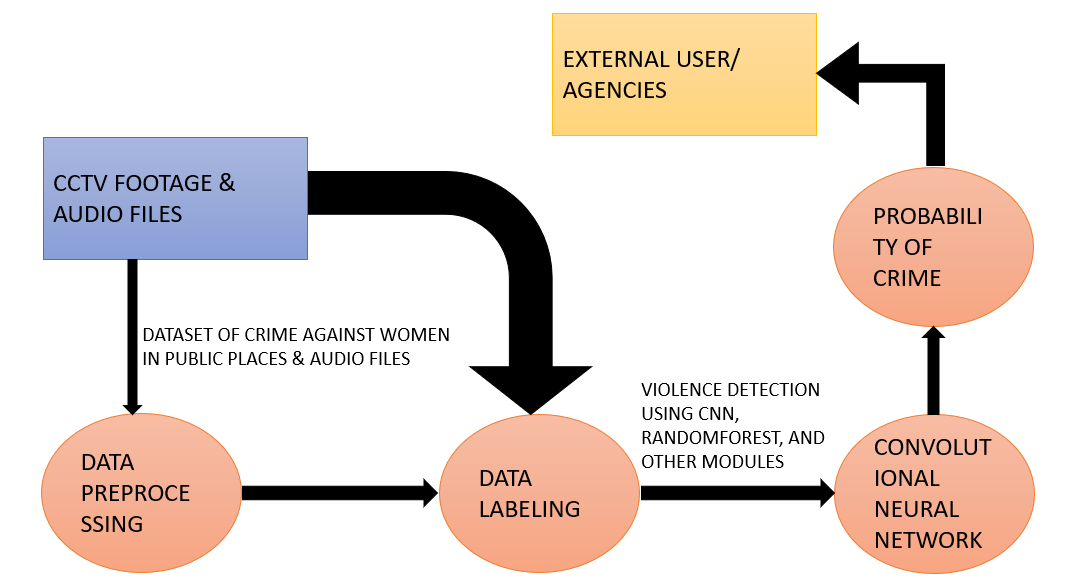 EXTERNAL USER/
AGENCIES
CCTV FOOTAGE &
AUDIO FILES
PROBABILI
TY OF
CRIME
DATASET OF CRIME AGAINST WOMEN
IN PUBLIC PLACES & AUDIO FILES
VIOLENCE DETECTION
USING CNN,
RANDOMFOREST, AND
OTHER MODULES
DATA
PREPROCE
SSING
DATA
LABELING
CONVOLUT
IONAL
NEURAL
NETWORK